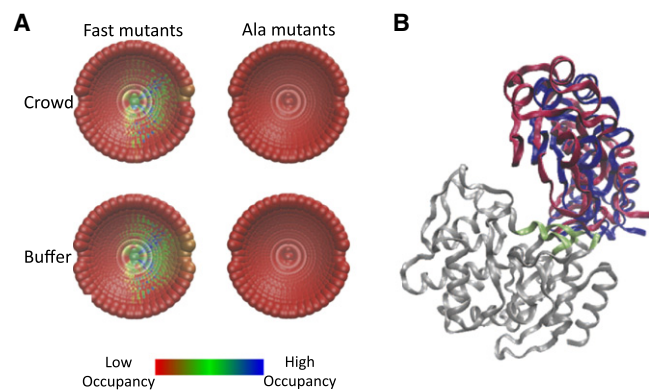 A
B
Fast mutants
Ala mutants
Crowd
Buffer
Low
Occupancy
High
Occupancy